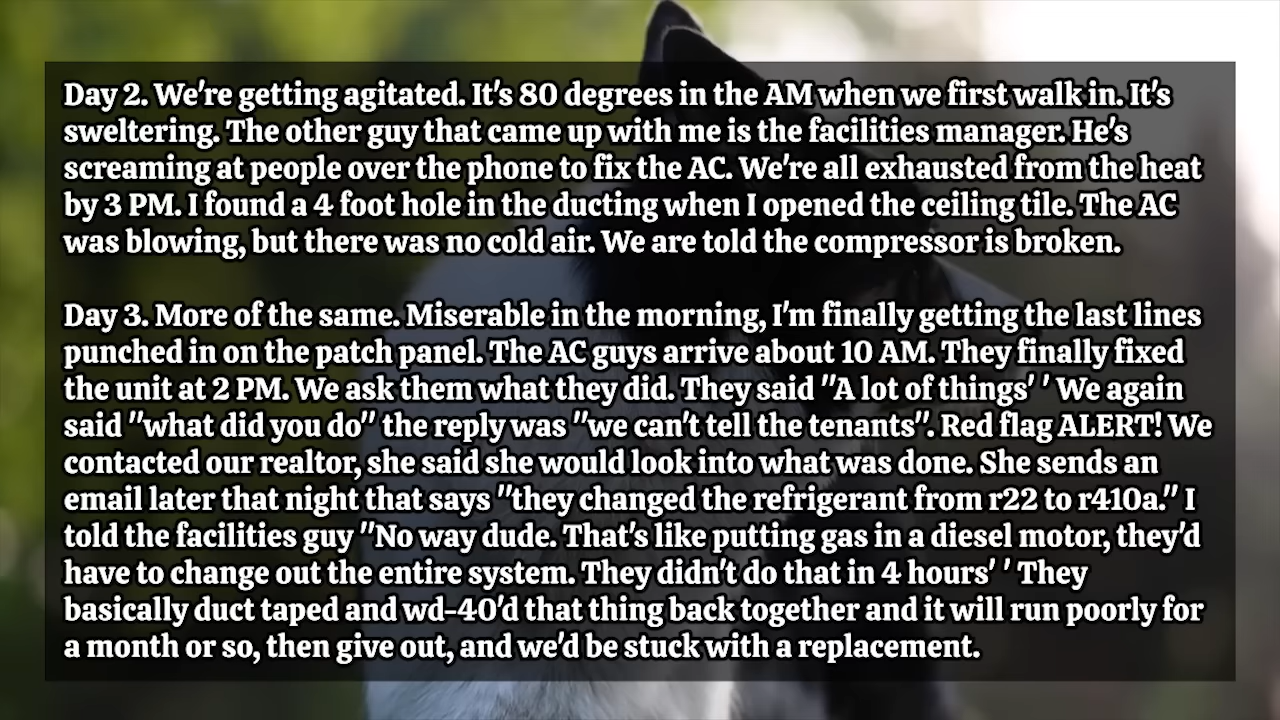 Day 2. We're getting agitated. It's 80 degrees in the AM when we first walk in. It's
sweltering. The other guy that came up with me is the facilities manager. He's
screaming at people over the phone to fix the AC. We're all exhausted from the heat
by 3 PM. I found a 4 foot hole in the ducting when I opened the ceiling tile. The AC
was blowing, but there was no cold air. We are told the compressor is broken.
Day 3. More of the same. Miserable in the morning, I'm finally getting the last lines
punched in on the patch panel. The AC guys arrive about 10 AM. They finally fixed
the unit at 2 PM. We ask them what they did. They said "A lot of things' ' We again
said "what did you do" the reply was "we can't tell the tenants". Red flag ALERT! We
contacted our realtor, she said she would look into what was done. She sends an
email later that night that says "they changed the refrigerant from r22 to r410a." I
told the facilities guy "No way dude. That's like putting gas in a diesel motor, they'd
have to change out the entire system. They didn't do that in 4 hours' ' They
basically duct taped and wd-40'd that thing back together and it will run poorly for
a month or so, then give out, and we'd be stuck with a replacement.